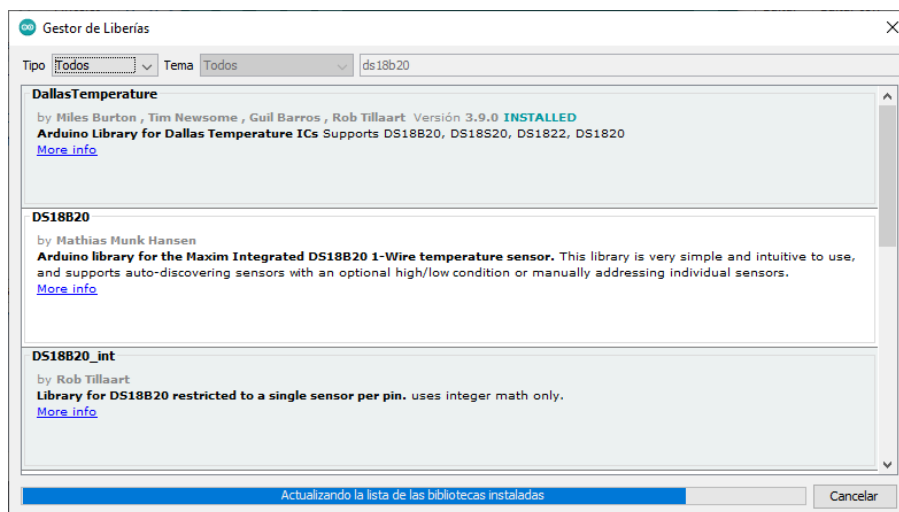 Gestor de Liberías
Tipo Todos Tema Todos ds18b20
DallasTemperature
by Miles Burton , Tim Newsome , Guil Barros , Rob Tillaart Versión 3.9.0 INSTALLED
Arduino Library for Dallas Temperature ICs Supports DS18B20, DS18S20, DS1822, DS1820
More info
DS18B20
by Mathias Munk Hansen
Arduino library for the Maxim Integrated DS18B20 1-Wire temperature sensor. This library is very simple and intuitive to use,
and supports auto-discovering sensors with an optional high/low condition or manually addressing individual sensors.
More info
DS18B20_int
by Rob Tillaart
Library for DS18B20 restricted to a single sensor per pin. uses integer math only.
More info
Actualizando la lista de las bibliotecas instaladas
Cancelar